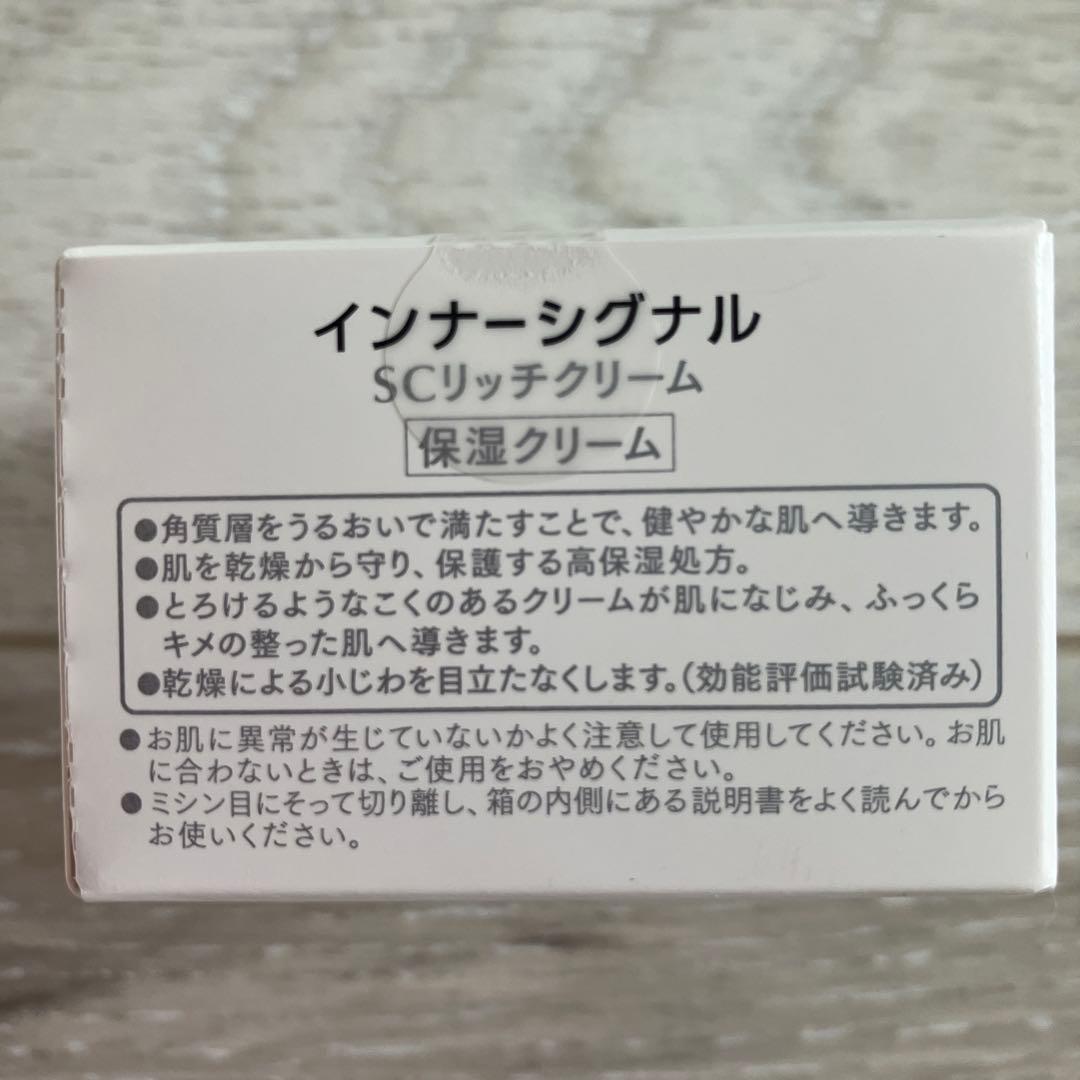 インナーシグナル
SCリッチクリーム
保湿クリーム
●角質層をうるおいで満たすことで、健やかな肌へ導きます。
●肌を乾燥から守り、保護する高保湿処方。
●とろけるようなこくのあるクリームが肌になじみ、ふっくら
キメの整った肌へ導きます。
●乾燥による小じわを目立たなくします。（効能評価試験済み）
●お肌に異常が生じていないかよく注意して使用してください。お肌
に合わないときは、ご使用をおやめください。
●ミシン目にそって切り離し、箱の内側にある説明書をよく読んでから
お使いください。